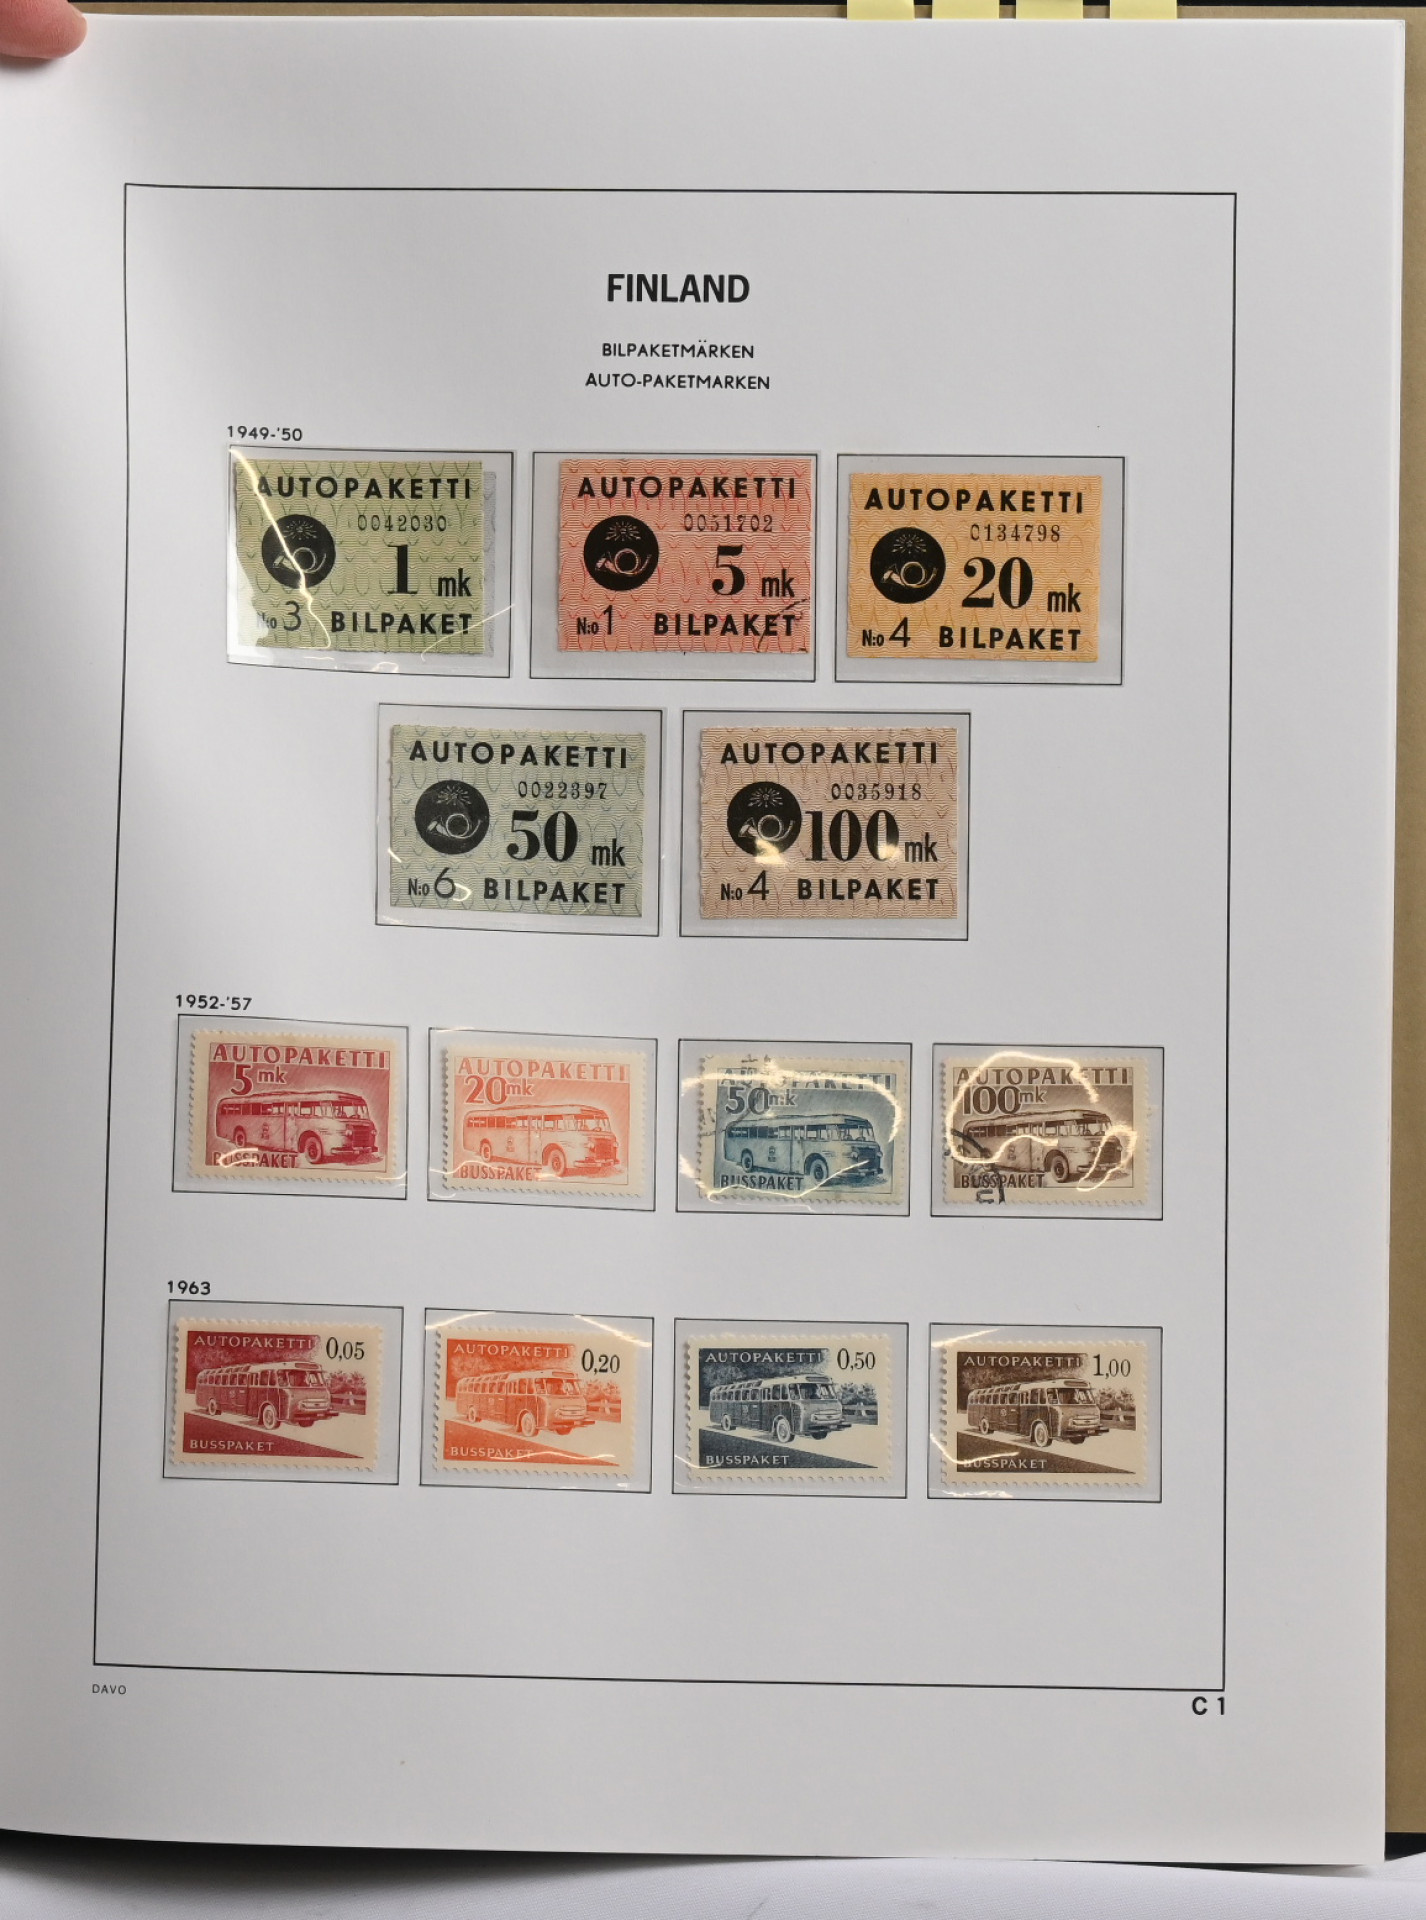 FINLAND
BILPAKETMÄRKEN
AUTO-PAKETMARKEN
1949-'50
AUTOPAKETTI
0042030
1 mk
N:o 3 BILPAKET
AUTOPAKETTI
0051702
5 mk
N:o 1 BILPAKET
AUTOPAKETTI
0134798
20 mk
N:o 4 BILPAKET
AUTOPAKETTI
0022397
50 mk
N:o 6 BILPAKET
AUTOPAKETTI
0035918
100 mk
N:o 4 BILPAKET
1952-'57
AUTOPAKETTI
5 mk
BUSSPAKET
AUTOPAKETTI
20 mk
BUSSPAKET
AUTOPAKETTI
50 mk
BUSSPAKET
AUTOPAKETTI
100 mk
BUSSPAKET
1963
AUTOPAKETTI 0,05
BUSSPAKET
AUTOPAKETTI 0,20
BUSSPAKET
AUTOPAKETTI 0,50
BUSSPAKET
AUTOPAKETTI 1,00
BUSSPAKET
DAVO
C 1